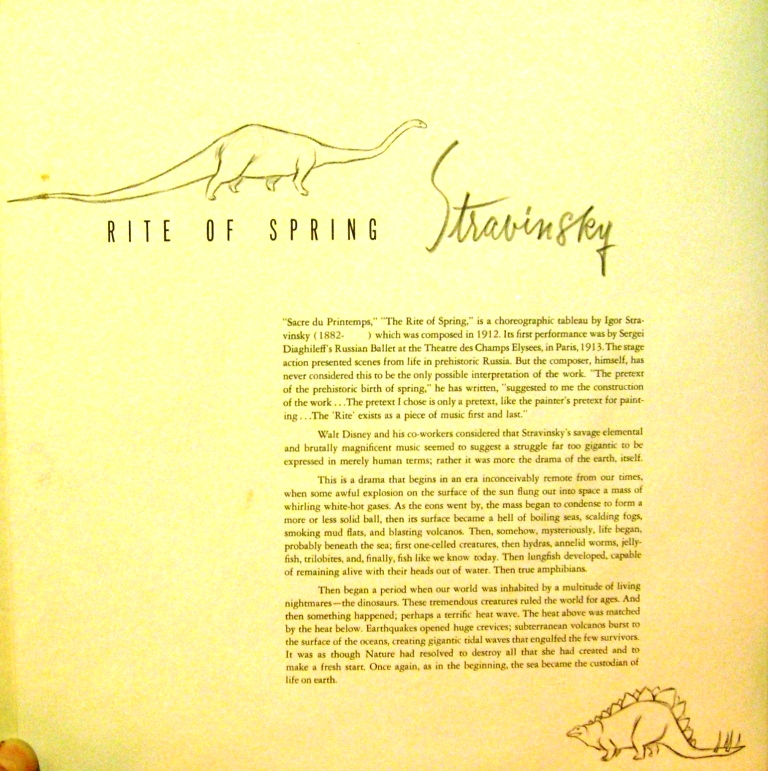 RITE OF SPRING Stravinsky
"Sacre du Printemps," "The Rite of Spring," is a choreographic tableau by Igor Stra-
vinsky (1882-      ) which was composed in 1912. Its first performance was by Sergei
Diaghileff's Russian Ballet at the Theatre des Champs Elysees, in Paris, 1913. The stage
action presented scenes from life in prehistoric Russia. But the composer, himself, has
never considered this to be the only possible interpretation of the work. "The pretext
of the prehistoric birth of spring," he has written, "suggested to me the construction
of the work . . . The pretext I chose is only a pretext, like the painter's pretext for paint-
ing . . . The 'Rite' exists as a piece of music first and last."
Walt Disney and his co-workers considered that Stravinsky's savage elemental
and brutally magnificent music seemed to suggest a struggle far too gigantic to be
expressed in merely human terms; rather it was more the drama of the earth, itself.
This is a drama that begins in an era inconceivably remote from our times,
when some awful explosion on the surface of the sun flung out into space a mass of
whirling white-hot gases. As the eons went by, the mass began to condense to form a
more or less solid ball, then its surface became a hell of boiling seas, scalding fogs,
smoking mud flats, and blasting volcanos. Then, somehow, mysteriously, life began,
probably beneath the sea; first one-celled creatures, then hydras, annelid worms, jelly-
fish, trilobites, and, finally, fish like we know today. Then lungfish developed, capable
of remaining alive with their heads out of water. Then true amphibians.
Then began a period when our world was inhabited by a multitude of living
nightmares—the dinosaurs. These tremendous creatures ruled the world for ages. And
then something happened; perhaps a terrific heat wave. The heat above was matched
by the heat below. Earthquakes opened huge crevices; subterranean volcanos burst to
the surface of the oceans, creating gigantic tidal waves that engulfed the few survivors.
It was as though Nature had resolved to destroy all that she had created and to
make a fresh start. Once again, as in the beginning, the sea became the custodian of
life on earth.